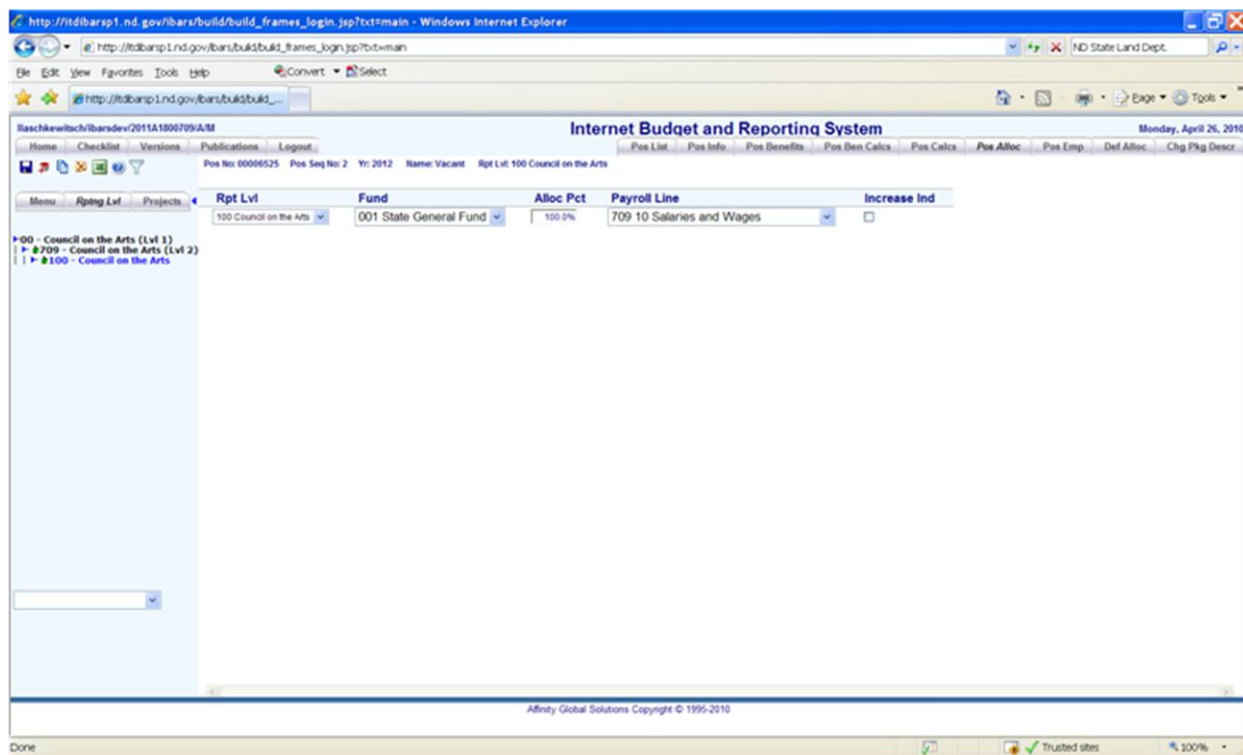 http://itdibarsp1.nd.gov/ibars/build/build_frames_login.jsp?txt=main - Windows Internet Explorer
http://itdibarsp1.nd.gov/ibars/build/build_frames_login.jsp?txt=main
ND State Land Dept.
File Edit View Favorites Tools Help
Convert Select
http://itdibarsp1.nd.gov/ibars/build/build_...
Page Tools
llaschkewitsch/ibarsdev/2011A1800709/A/M
Internet Budget and Reporting System
Monday, April 26, 2010
Home Checklist Versions Publications Logout
Pos List Pos Info Pos Benefits Pos Ben Calcs Pos Calcs Pos Alloc Pos Emp Def Alloc Chg Pkg Descr
Pos No: 00006525 Pos Seq No: 2 Yr: 2012 Name: Vacant Rpt Lvl: 100 Council on the Arts
Menu Rptng Lvl Projects
Rpt Lvl Fund Alloc Pct Payroll Line Increase Ind
100 Council on the Arts 001 State General Fund 100.0% 709 10 Salaries and Wages
00 - Council on the Arts (Lvl 1)
709 - Council on the Arts (Lvl 2)
100 - Council on the Arts
Affinity Global Solutions Copyright © 1995-2010
Done
Trusted sites
100%